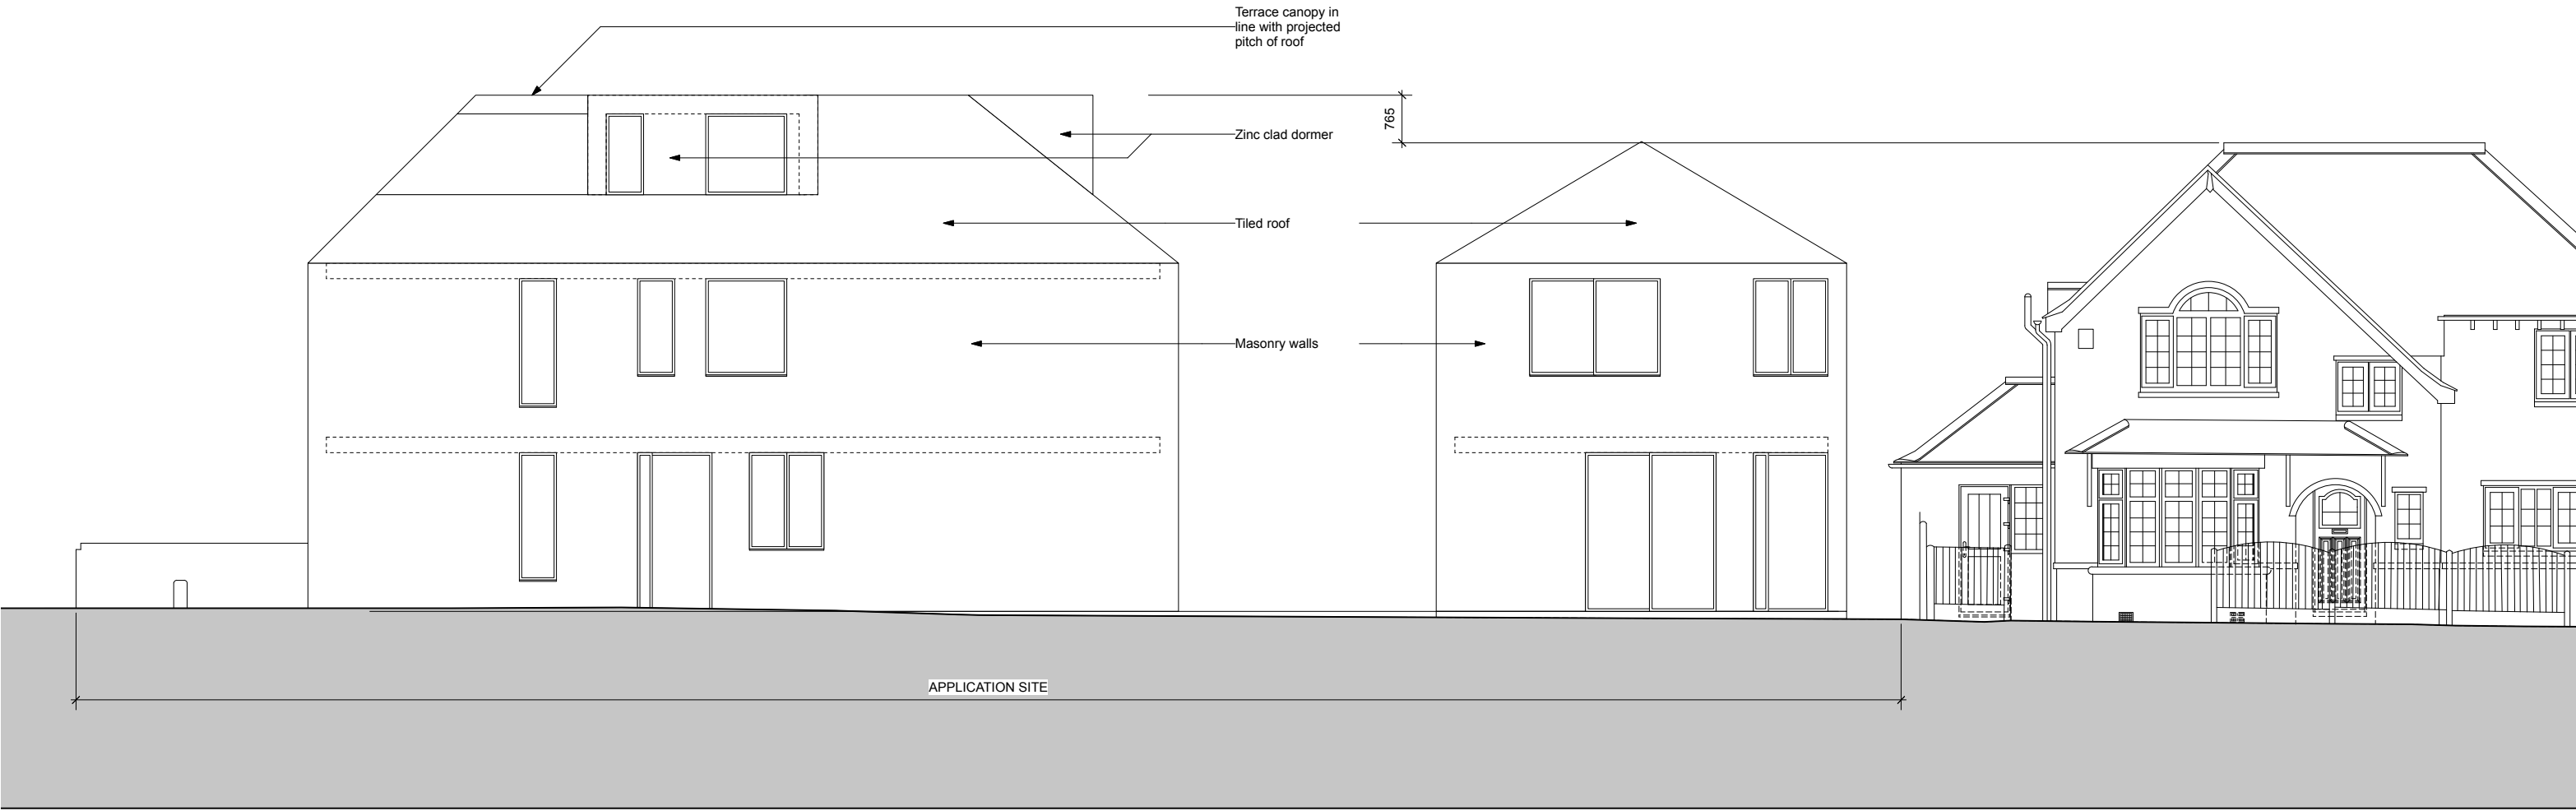 Terrace canopy in
line with projected
pitch of roof
765
Zinc clad dormer
Tiled roof
Masonry walls
APPLICATION SITE